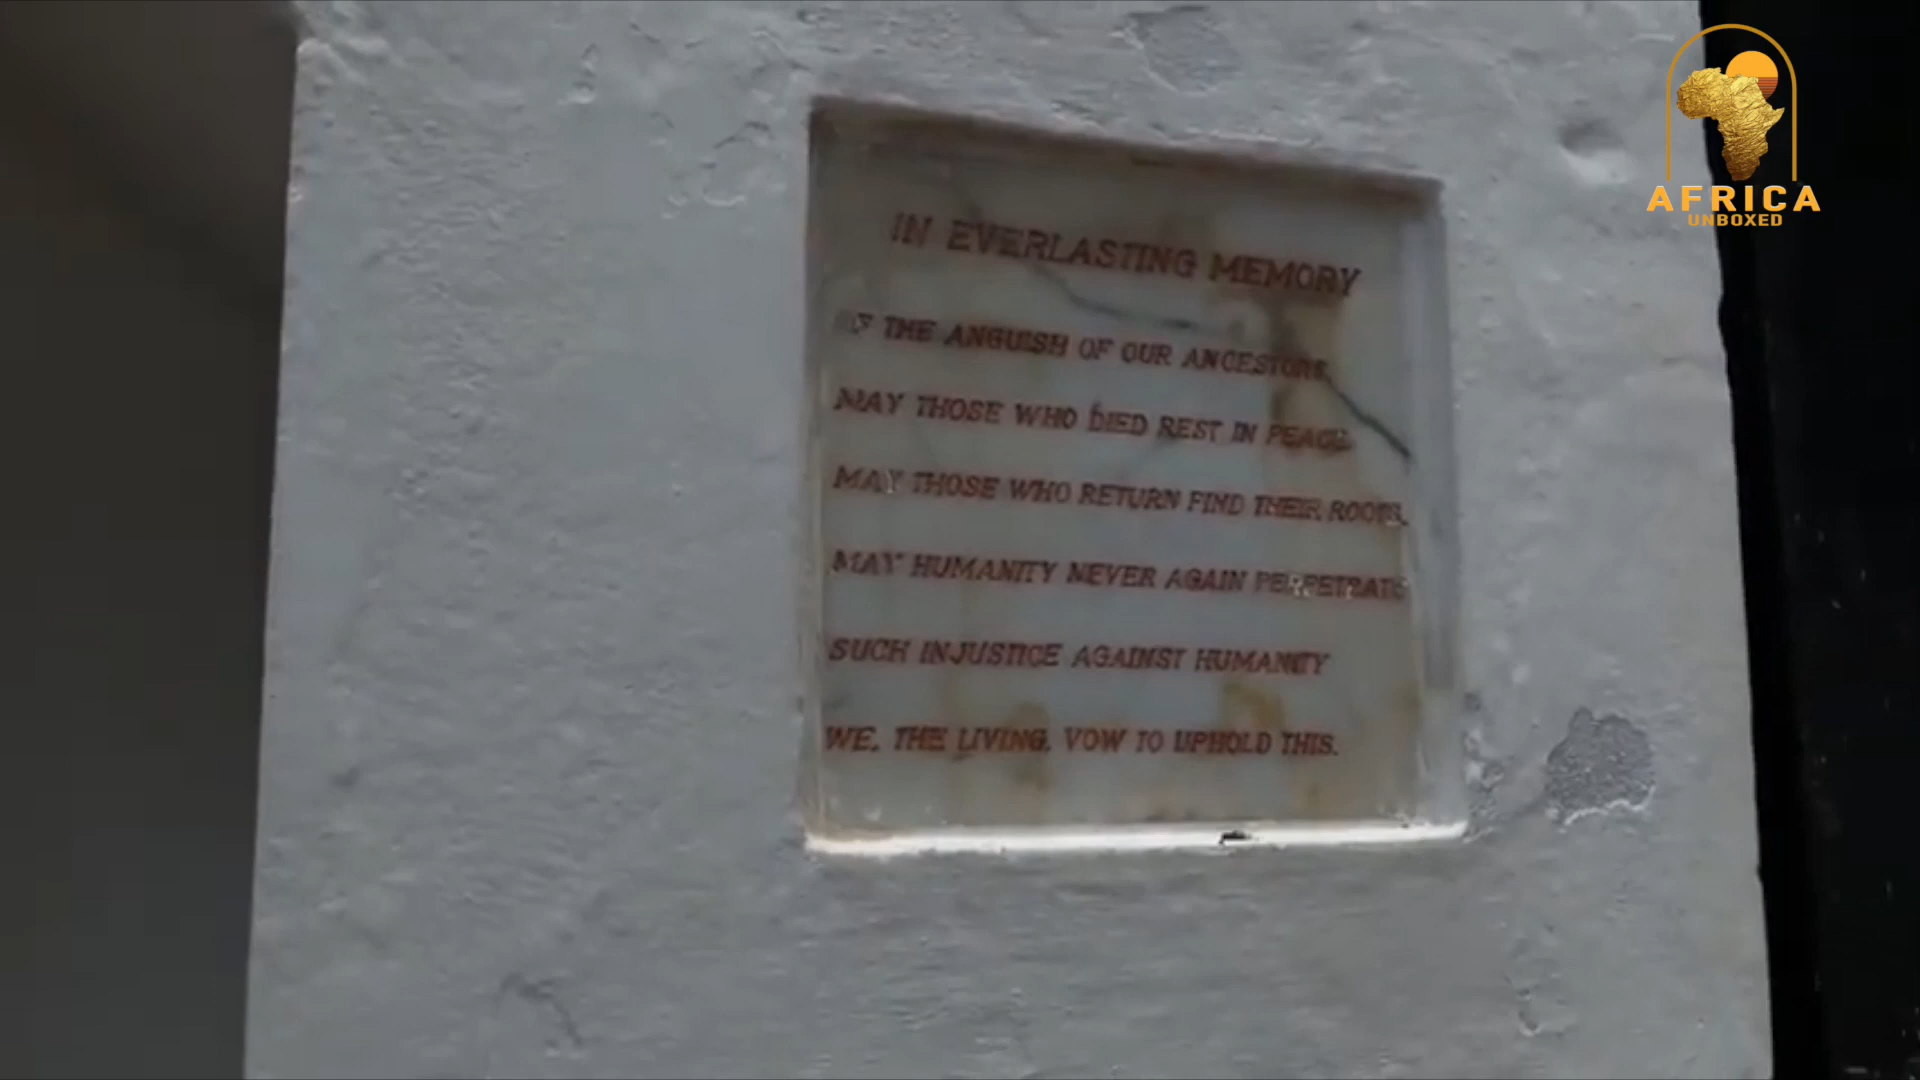 IN EVERLASTING MEMORY
OF THE ANGUISH OF OUR ANCESTORS.
MAY THOSE WHO DIED REST IN PEACE.
MAY THOSE WHO RETURN FIND THEIR ROOTS.
MAY HUMANITY NEVER AGAIN PERPETRATE
SUCH INJUSTICE AGAINST HUMANITY
WE, THE LIVING, VOW TO UPHOLD THIS.
AFRICA
UNBOXED